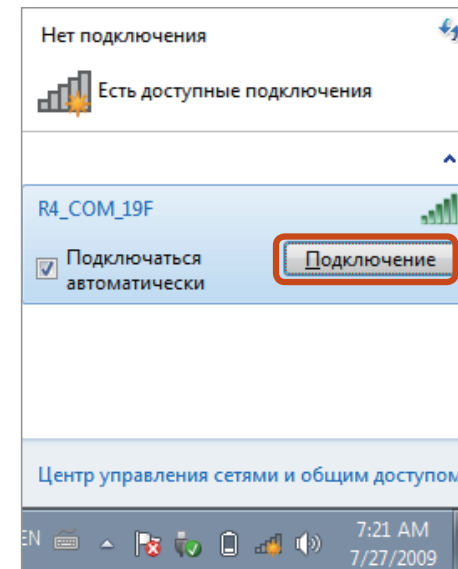 Нет подключения
Есть доступные подключения
R4_COM_19F
Подключаться
автоматически
Подключение
Центр управления сетями и общим доступом
EN
7:21 AM
7/27/2009